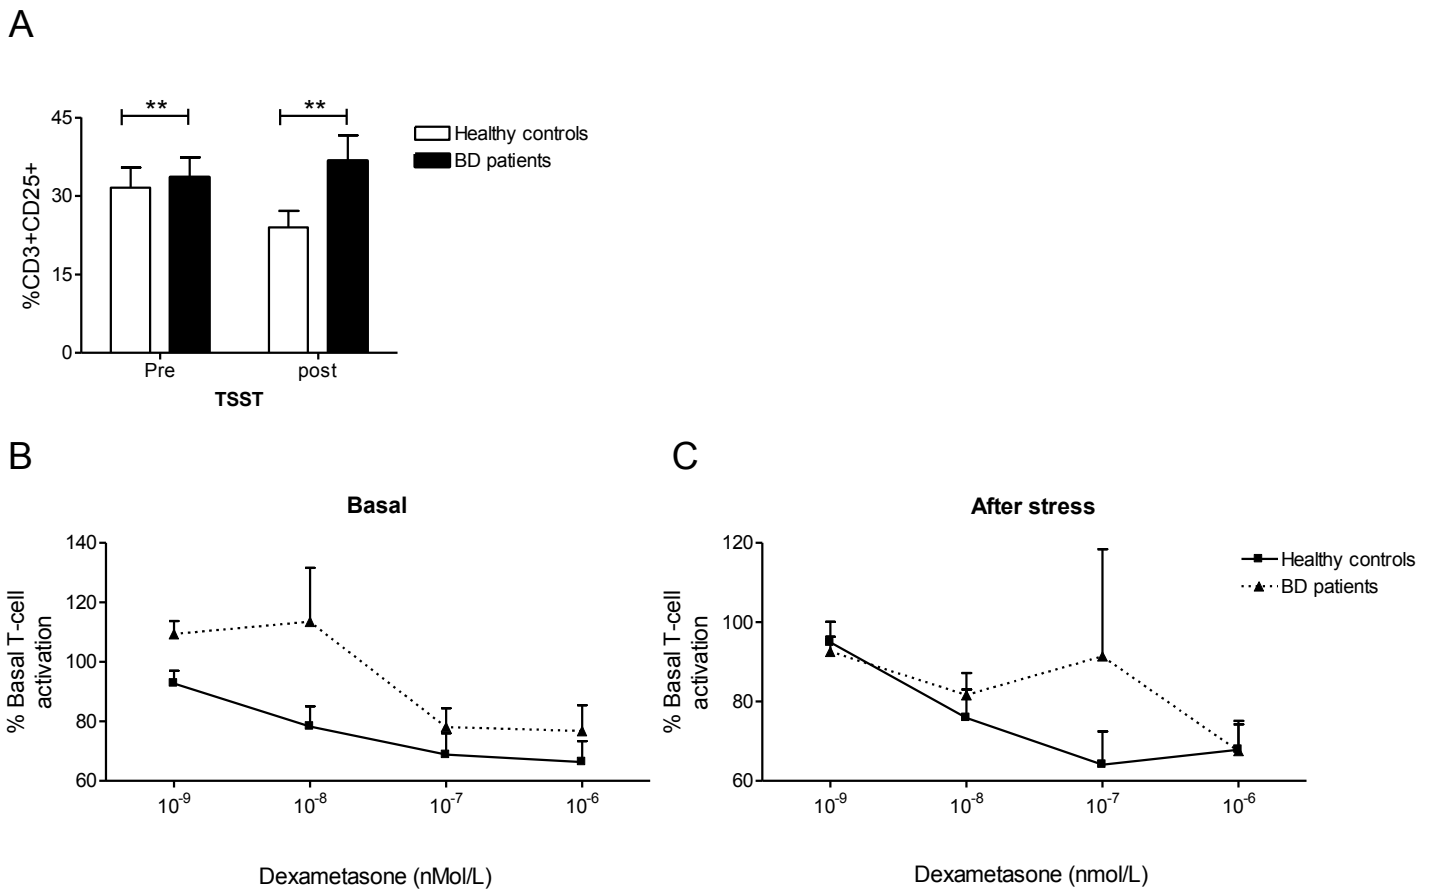 A
45
30
15
0
%CD3+CD25+
**
**
Pre
post
TSST
Healthy controls
BD patients
B
Basal
140
120
100
80
60
% Basal T-cell
activation
10-9
10-8
10-7
10-6
Dexametasone (nMol/L)
C
After stress
120
100
80
60
% Basal T-cell
activation
10-9
10-8
10-7
10-6
Dexametasone (nmol/L)
Healthy controls
BD patients